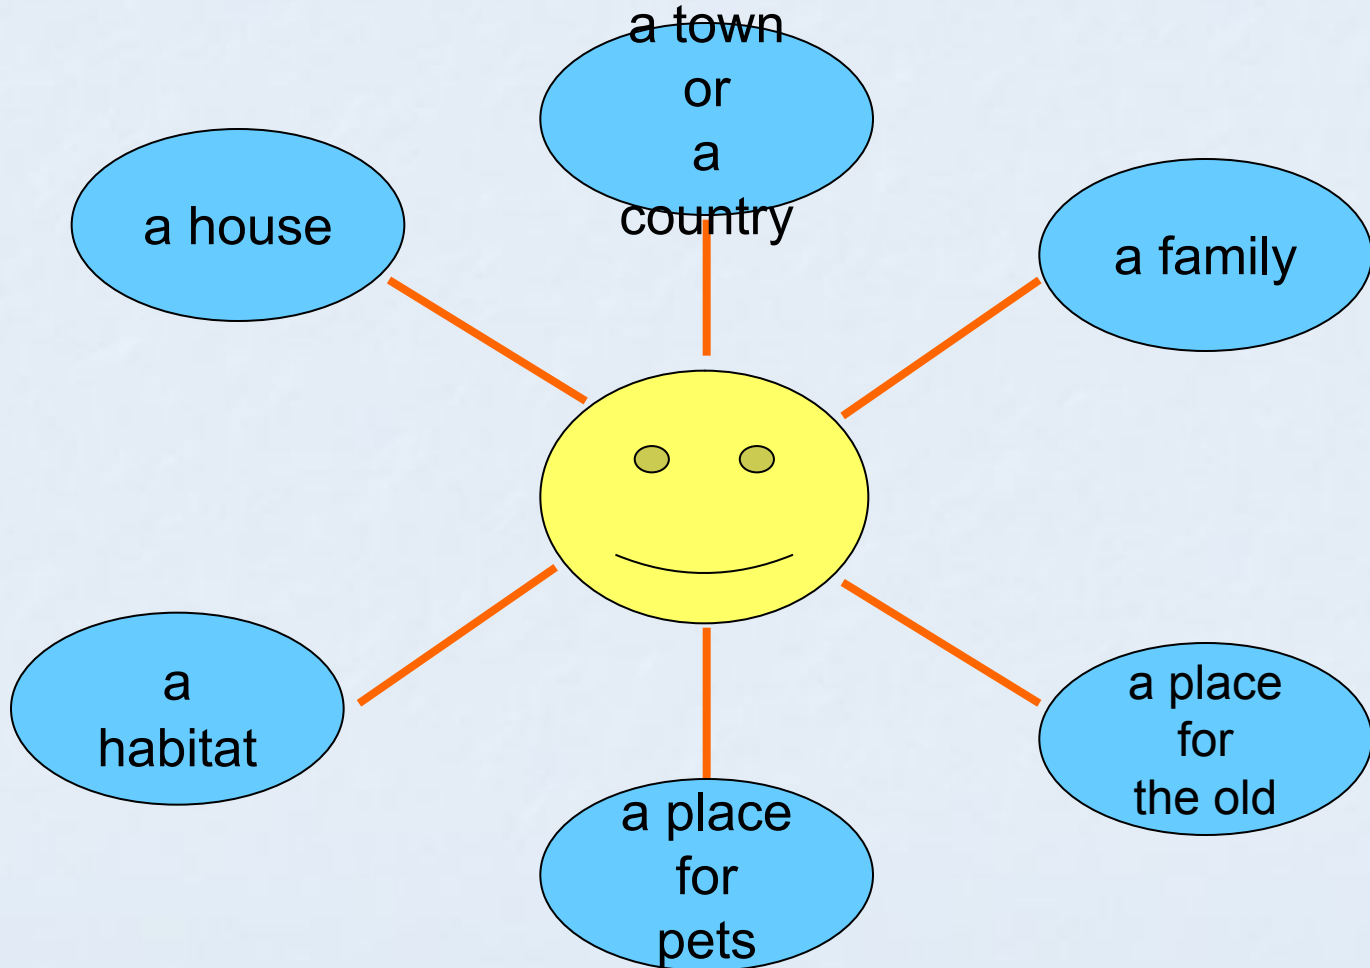 a town
or
a
country
a house
a family
a
habitat
a place
for
the old
a place
for
pets